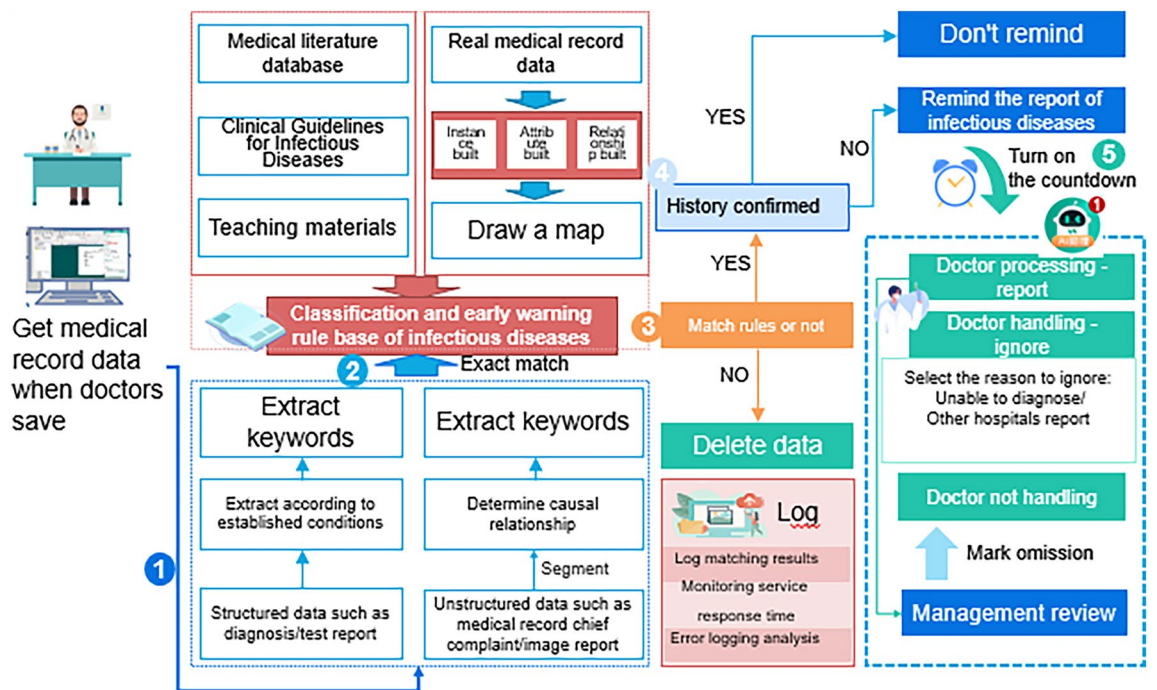 Get medical
record data
when doctors
save
1
Medical literature
database
Clinical Guidelines
for Infectious
Diseases
Teaching materials
Real medical record
data
Instan
ce
built
Attrib
ute
built
Relati
onshi
p built
Draw a map
Classification and early warning
rule base of infectious diseases
2
Exact match
Extract
keywords
Extract according to
established conditions
Structured data such as
diagnosis/test report
Extract keywords
Determine causal
relationship
Segment
Unstructured data such as
medical record chief
complaint/image report
3
Match rules or not
YES
NO
Delete data
Log
Log matching results
Monitoring service
response time
Error logging analysis
4
History confirmed
YES
NO
Don't remind
Remind the report of
infectious diseases
5
Turn on
the countdown
1
Doctor processing -
report
Doctor handling -
ignore
Select the reason to ignore:
Unable to diagnose/
Other hospitals report
Doctor not handling
Mark omission
Management review